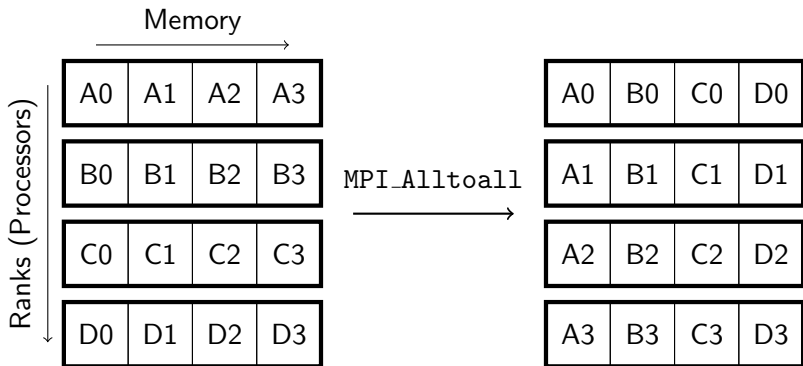 Memory
Ranks (Processors)
A0 A1 A2 A3
B0 B1 B2 B3
C0 C1 C2 C3
D0 D1 D2 D3
MPI_Alltoall
A0 B0 C0 D0
A1 B1 C1 D1
A2 B2 C2 D2
A3 B3 C3 D3